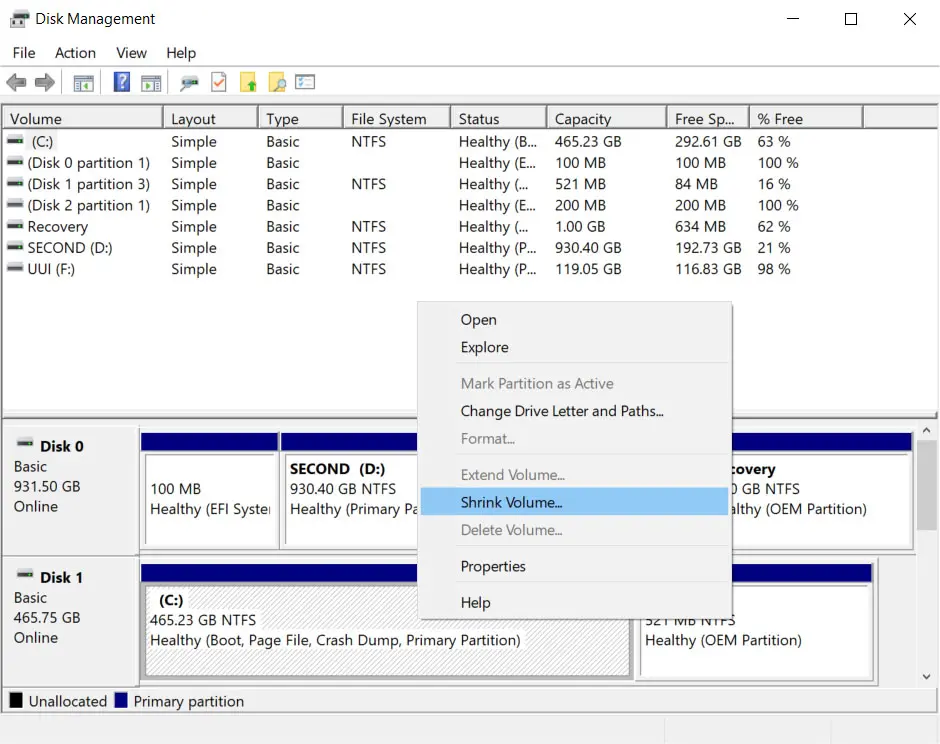 Disk Management
File Action View Help
Volume Layout Type File System Status Capacity Free Sp... % Free
(C:) Simple Basic NTFS Healthy (B... 465.23 GB 292.61 GB 63 %
(Disk 0 partition 1) Simple Basic Healthy (E... 100 MB 100 MB 100 %
(Disk 1 partition 3) Simple Basic NTFS Healthy (... 521 MB 84 MB 16 %
(Disk 2 partition 1) Simple Basic Healthy (E... 200 MB 200 MB 100 %
Recovery Simple Basic NTFS Healthy (... 1.00 GB 634 MB 62 %
SECOND (D:) Simple Basic NTFS Healthy (P... 930.40 GB 192.73 GB 21 %
UUI (F:) Simple Basic NTFS Healthy (P... 119.05 GB 116.83 GB 98 %
Open
Explore
Mark Partition as Active
Change Drive Letter and Paths...
Format...
Extend Volume...
Shrink Volume...
Delete Volume...
Properties
Help
Disk 0
Basic
931.50 GB
Online
100 MB
Healthy (EFI Syster
SECOND (D:)
930.40 GB NTFS
Healthy (Primary Pa
covery
0 GB NTFS
althy (OEM Partition)
Disk 1
Basic
465.75 GB
Online
(C:)
465.23 GB NTFS
Healthy (Boot, Page File, Crash Dump, Primary Partition)
521 MB NTFS
Healthy (OEM Partition)
Unallocated Primary partition